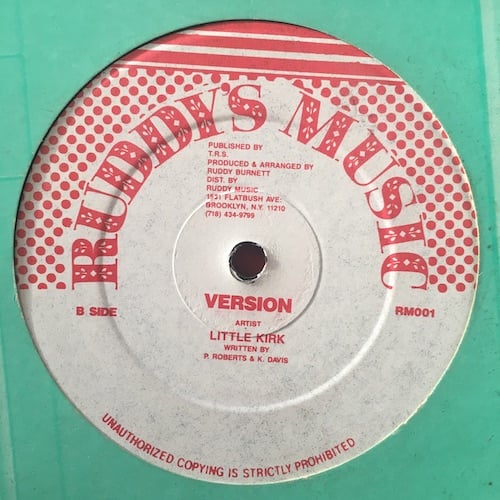 RUDDY'S MUSIC
PUBLISHED BY
T.R.S.
PRODUCED & ARRANGED BY
RUDDY BURNETT
DIST. BY
RUDDY MUSIC
1531 FLATBUSH AVE:
BROOKLYN, N.Y. 11210
(718) 434-9799
B SIDE
RM001
VERSION
ARTIST
LITTLE KIRK
WRITTEN BY
P. ROBERTS & K. DAVIS
UNAUTHORIZED COPYING IS STRICTLY PROHIBITED